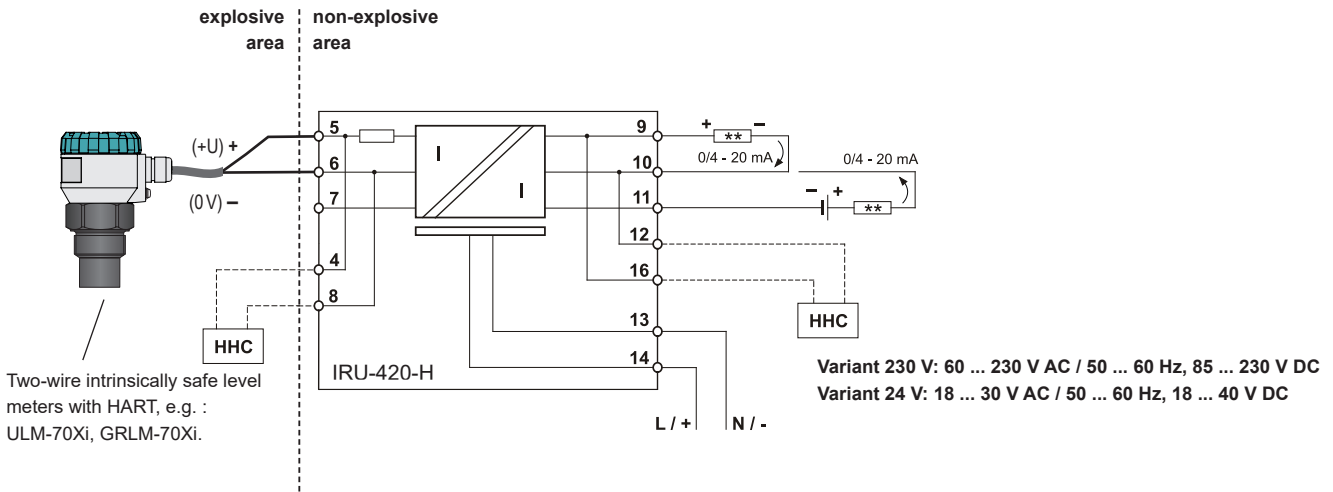 explosive
area
non-explosive
area
(+U) +
(0 V) –
5
6
7
4
8
I
I
9
10
11
12
16
13
14
+ ** –
0/4 - 20 mA
0/4 - 20 mA
– + **
HHC
HHC
IRU-420-H
L / +
N / -
Two-wire intrinsically safe level
meters with HART, e.g. :
ULM-70Xi, GRLM-70Xi.
Variant 230 V: 60 ... 230 V AC / 50 ... 60 Hz, 85 ... 230 V DC
Variant 24 V: 18 ... 30 V AC / 50 ... 60 Hz, 18 ... 40 V DC